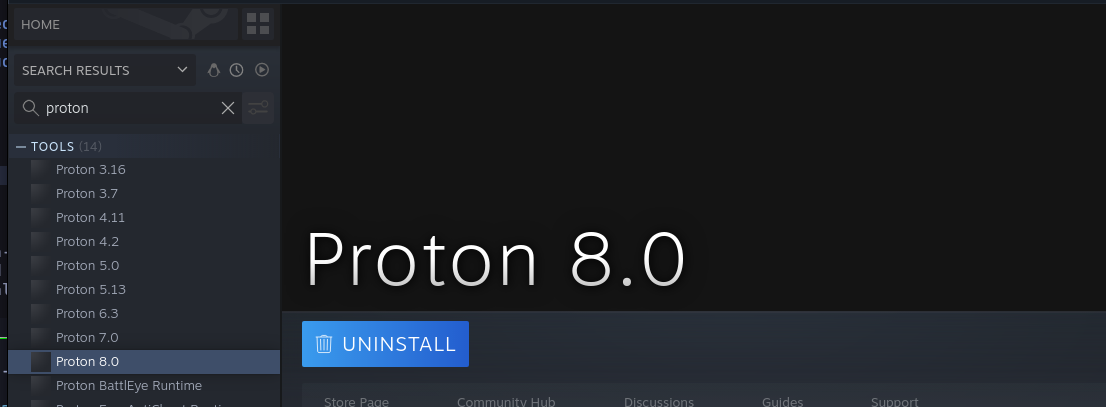 HOME
SEARCH RESULTS
proton
TOOLS (14)
Proton 3.16
Proton 3.7
Proton 4.11
Proton 4.2
Proton 5.0
Proton 5.13
Proton 6.3
Proton 7.0
Proton 8.0
Proton BattlEye Runtime
Proton 8.0
UNINSTALL
Store Page
Community Hub
Discussions
Guides
Support